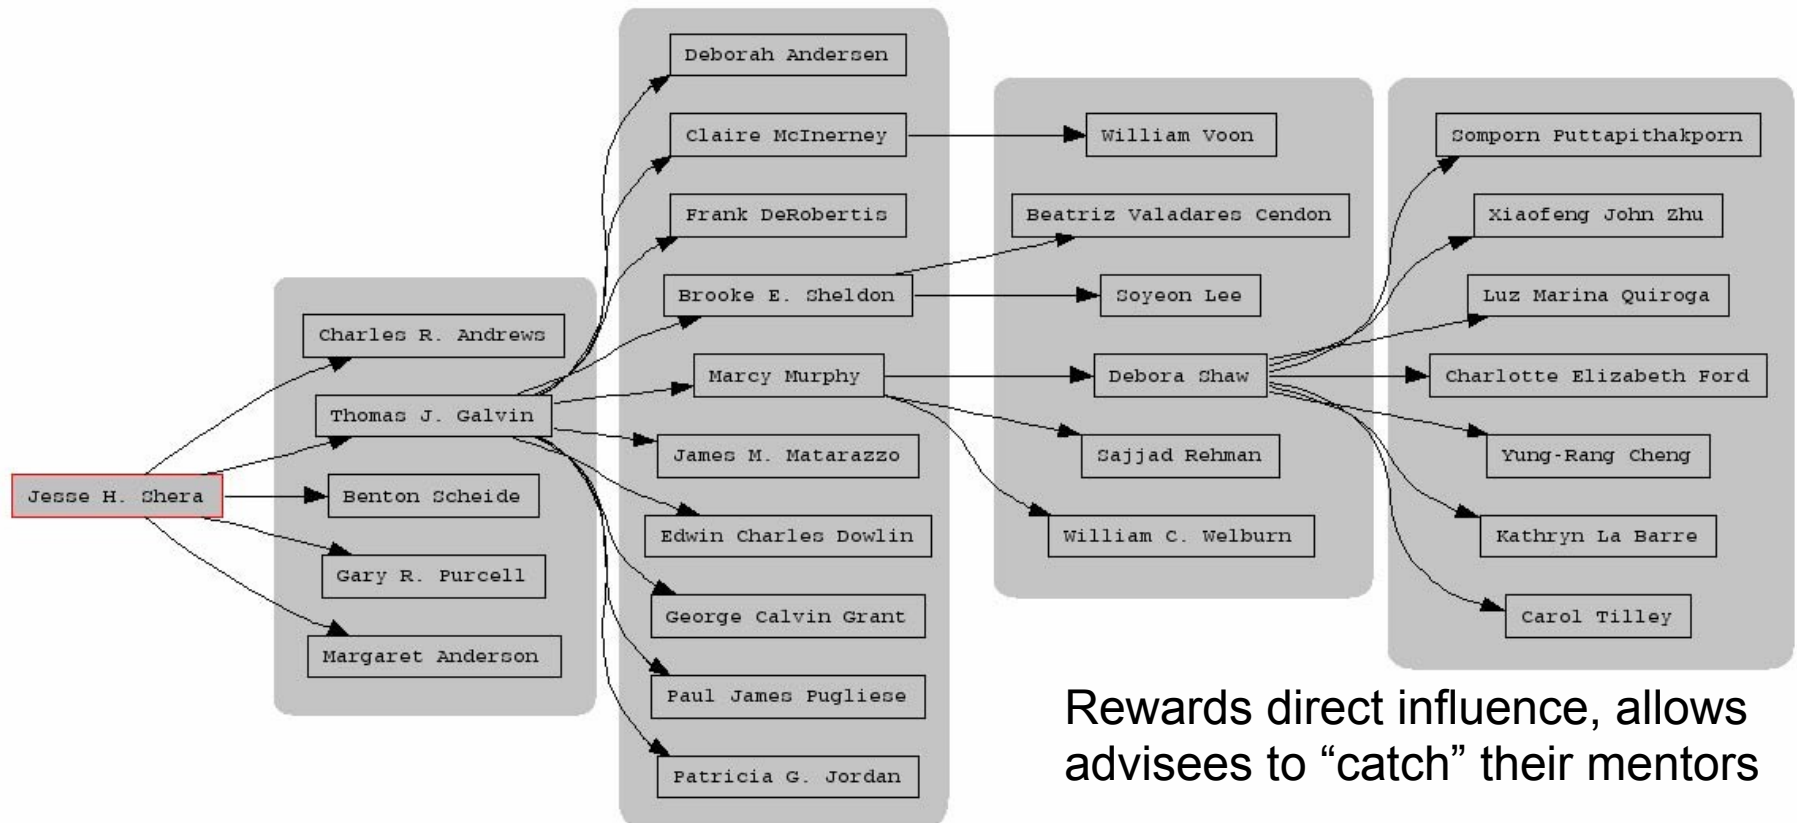 Jesse H. Shera
Charles R. Andrews
Thomas J. Galvin
Benton Scheide
Gary R. Purcell
Margaret Anderson
Deborah Andersen
Claire McInerney
Frank DeRobertis
Brooke E. Sheldon
Marcy Murphy
James M. Matarazzo
Edwin Charles Dowlin
George Calvin Grant
Paul James Pugliese
Patricia G. Jordan
William Voon
Beatriz Valadares Cendon
Soyeon Lee
Debora Shaw
Sajjad Rehman
William C. Welburn
Somporn Puttapithakporn
Xiaofeng John Zhu
Luz Marina Quiroga
Charlotte Elizabeth Ford
Yung-Rang Cheng
Kathryn La Barre
Carol Tilley
Rewards direct influence, allows
advisees to “catch” their mentors